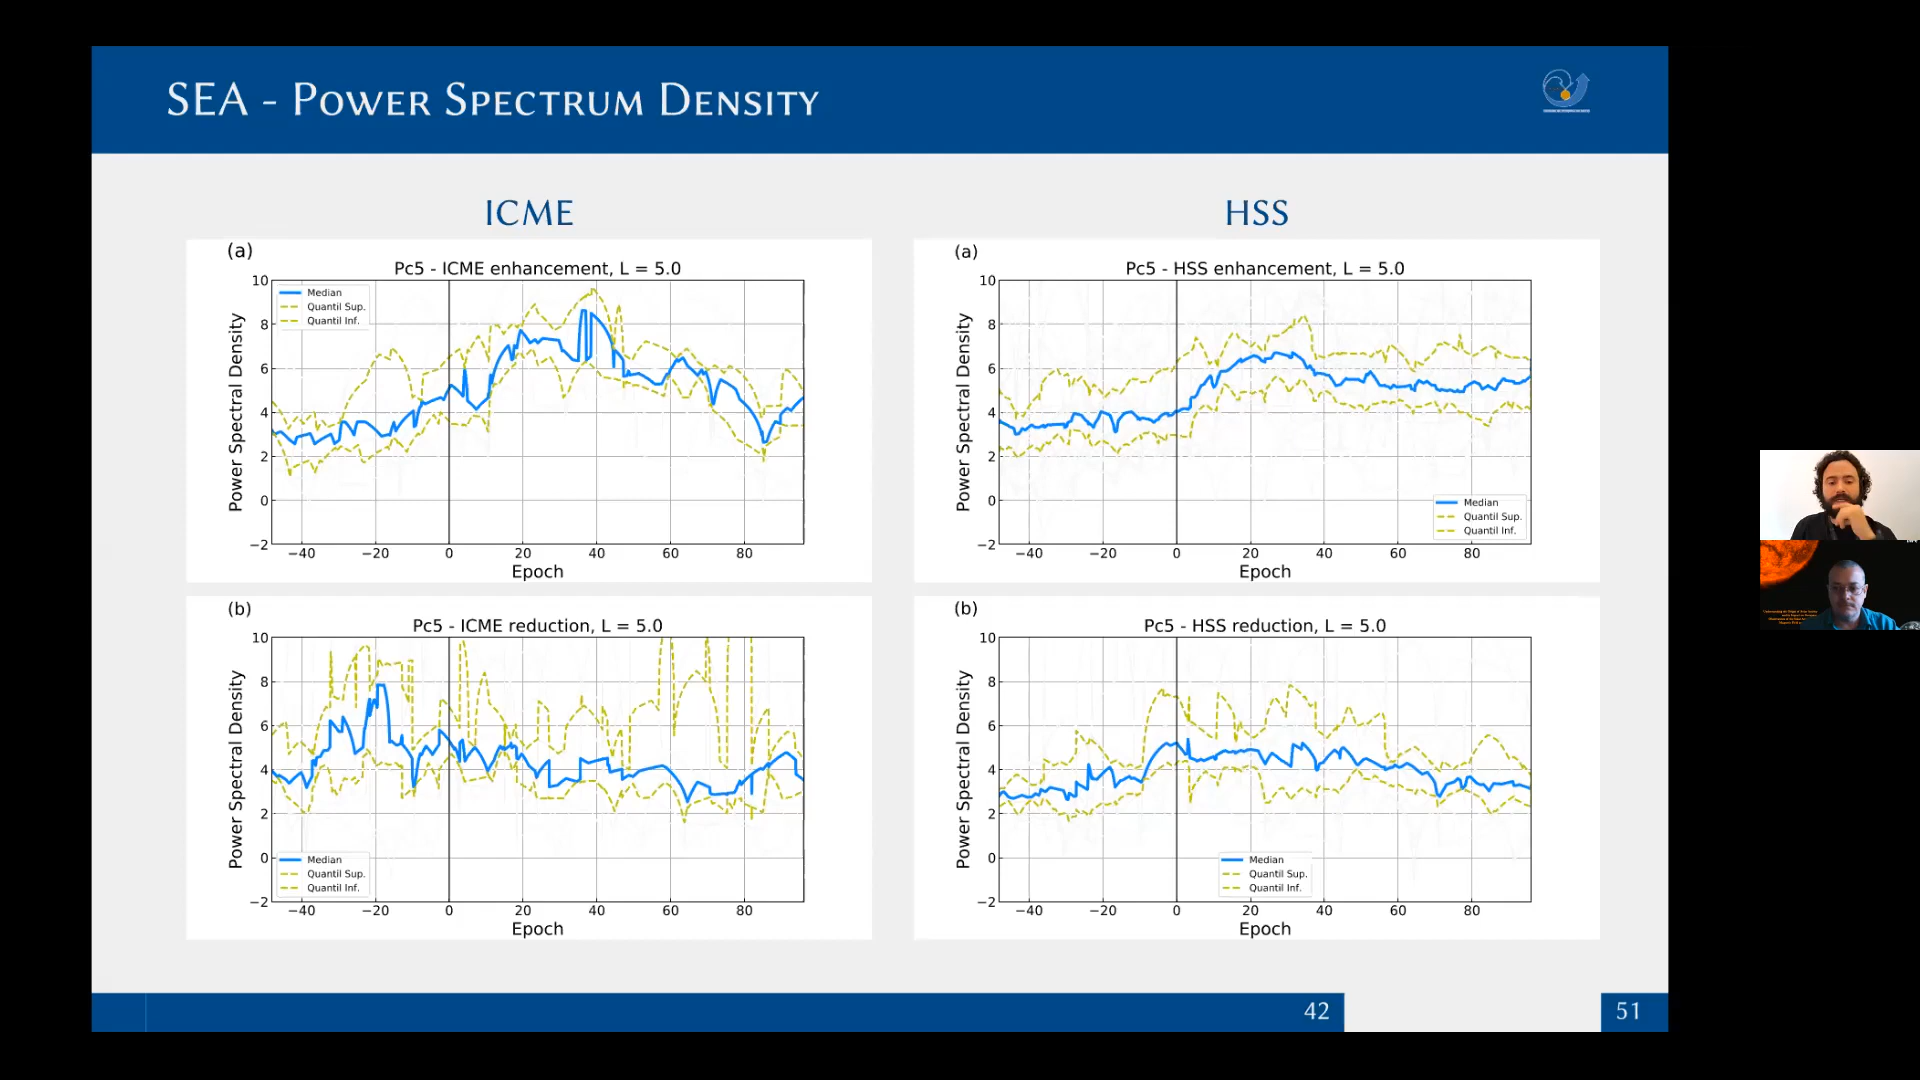 SEA - Power Spectrum Density
ICME
HSS
(a)
Pc5 - ICME enhancement, L = 5.0
Power Spectral Density
10
8
6
4
2
0
−2
Median
Quantil Sup.
Quantil Inf.
−40 −20 0 20 40 60 80
Epoch
(a)
Pc5 - HSS enhancement, L = 5.0
Power Spectral Density
10
8
6
4
2
0
−2
Median
Quantil Sup.
Quantil Inf.
−40 −20 0 20 40 60 80
Epoch
(b)
Pc5 - ICME reduction, L = 5.0
Power Spectral Density
10
8
6
4
2
0
−2
Median
Quantil Sup.
Quantil Inf.
−40 −20 0 20 40 60 80
Epoch
(b)
Pc5 - HSS reduction, L = 5.0
Power Spectral Density
10
8
6
4
2
0
−2
Median
Quantil Sup.
Quantil Inf.
−40 −20 0 20 40 60 80
Epoch
42
51